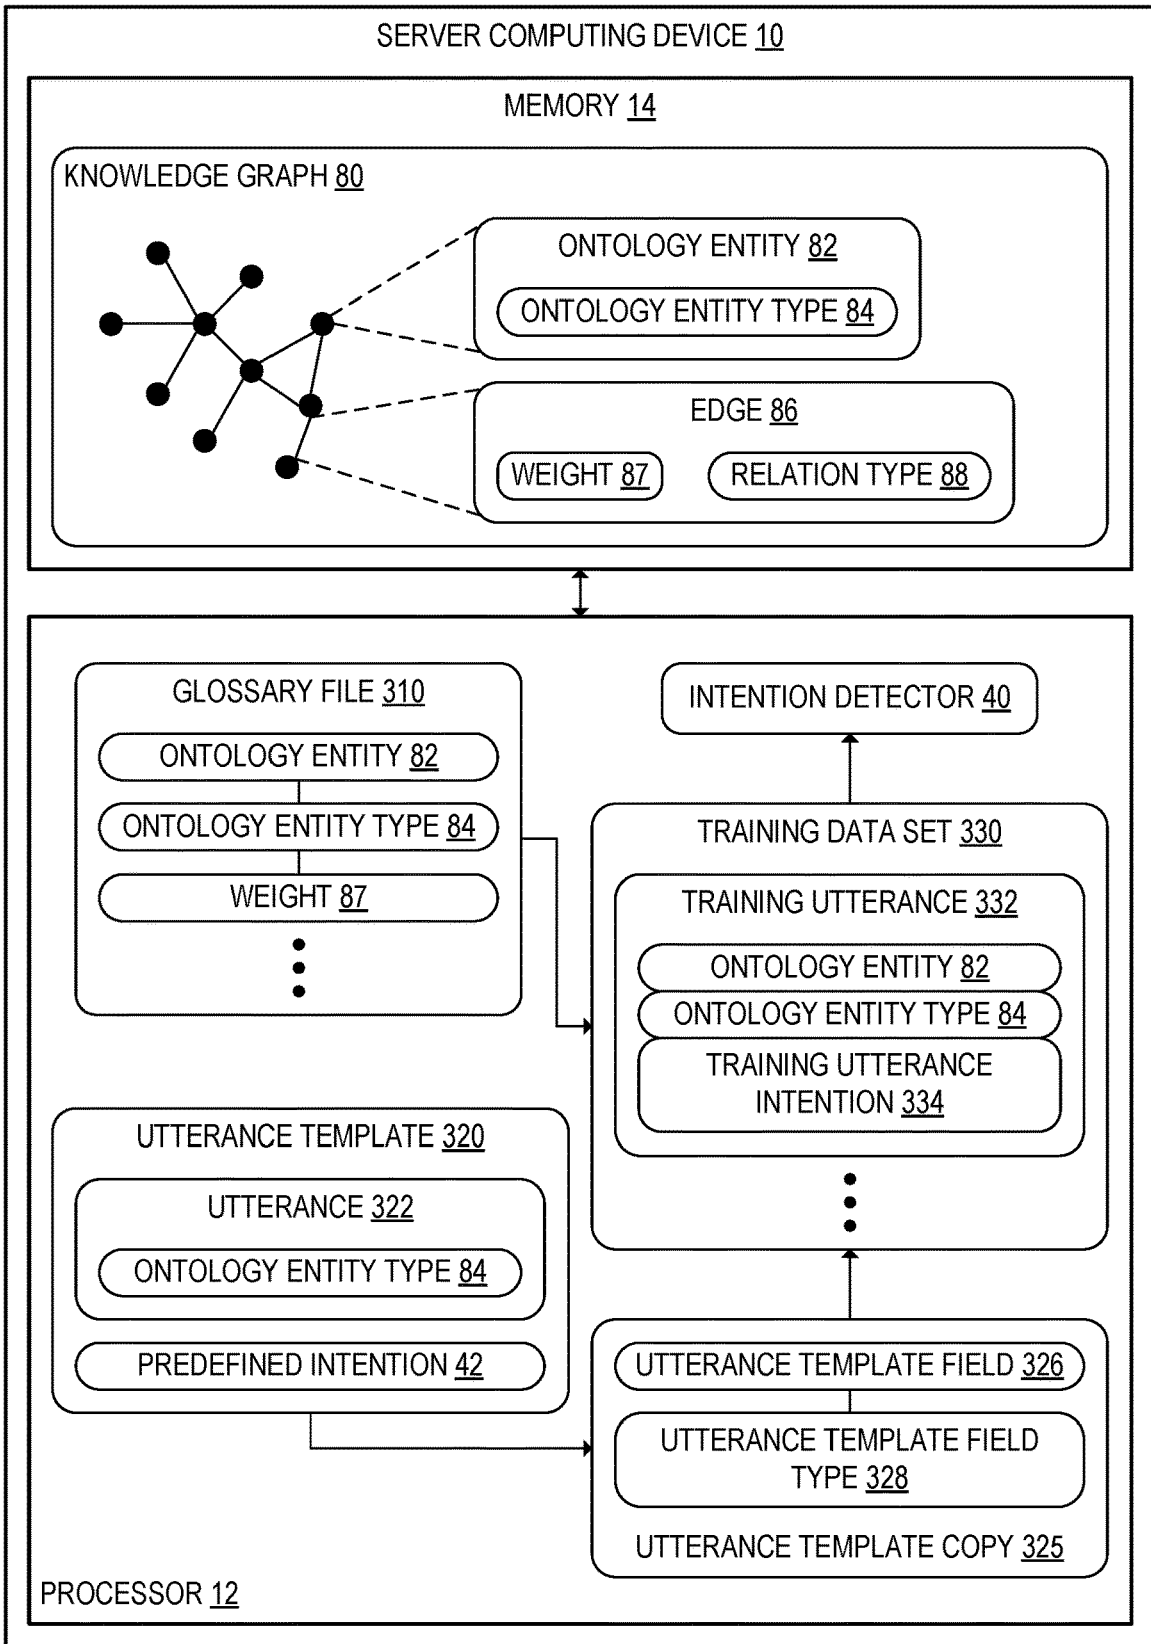 SERVER COMPUTING DEVICE 10
MEMORY 14
KNOWLEDGE GRAPH 80
ONTOLOGY ENTITY 82
ONTOLOGY ENTITY TYPE 84
EDGE 86
WEIGHT 87
RELATION TYPE 88
GLOSSARY FILE 310
ONTOLOGY ENTITY 82
ONTOLOGY ENTITY TYPE 84
WEIGHT 87
INTENTION DETECTOR 40
TRAINING DATA SET 330
TRAINING UTTERANCE 332
ONTOLOGY ENTITY 82
ONTOLOGY ENTITY TYPE 84
TRAINING UTTERANCE
INTENTION 334
UTTERANCE TEMPLATE 320
UTTERANCE 322
ONTOLOGY ENTITY TYPE 84
PREDEFINED INTENTION 42
UTTERANCE TEMPLATE FIELD 326
UTTERANCE TEMPLATE FIELD
TYPE 328
UTTERANCE TEMPLATE COPY 325
PROCESSOR 12